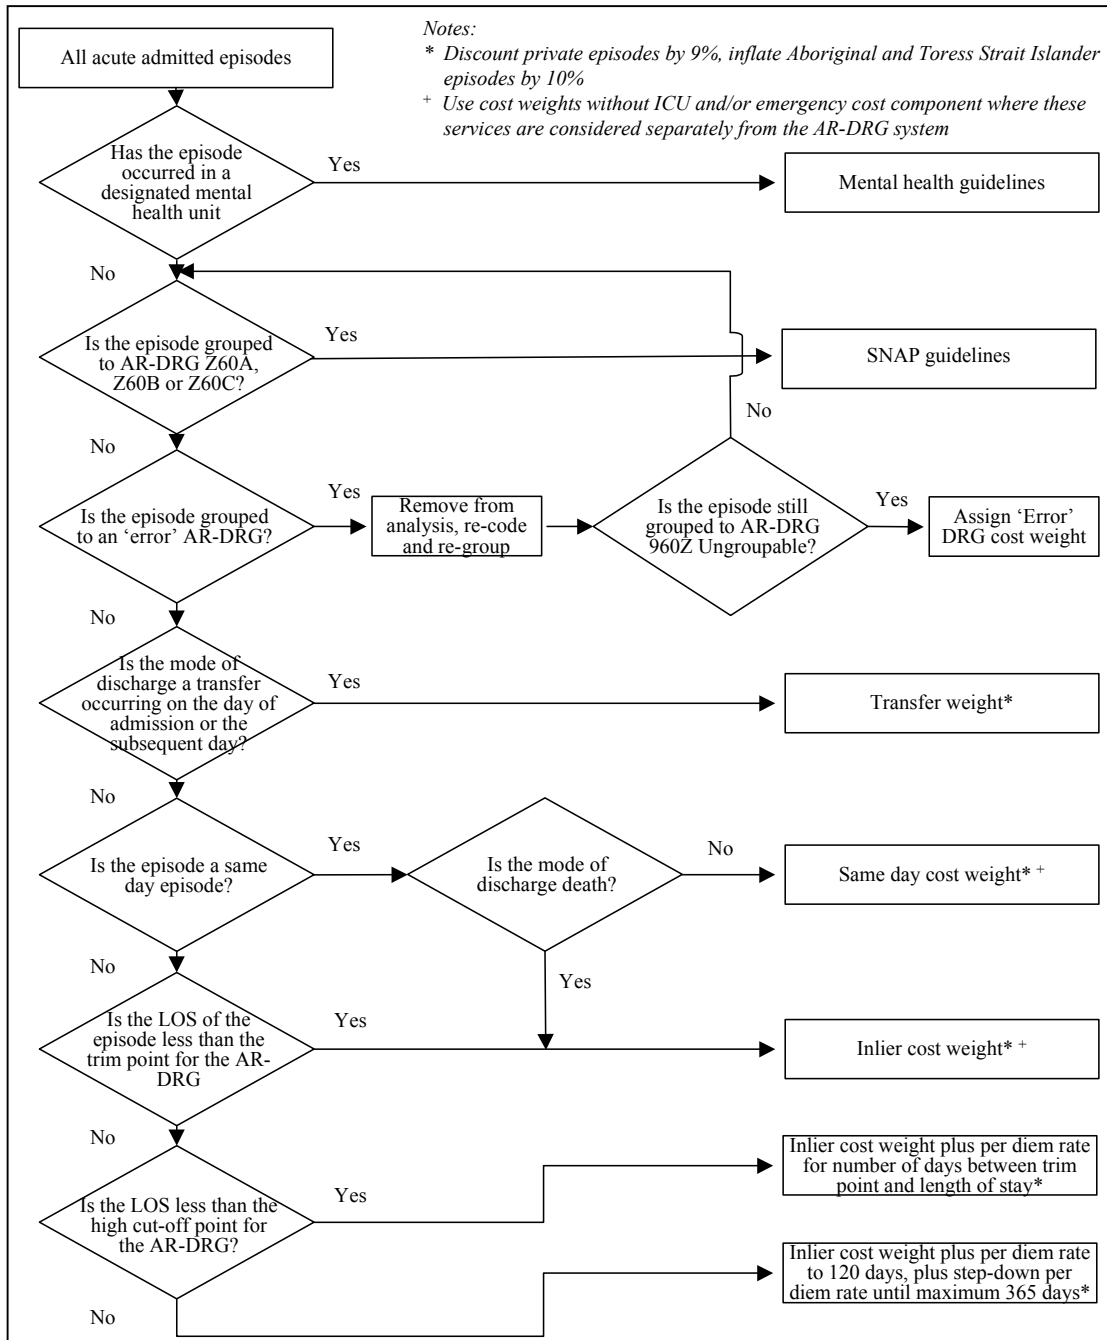 Notes:
* Discount private episodes by 9%, inflate Aboriginal and Toress Strait Islander
episodes by 10%
+ Use cost weights without ICU and/or emergency cost component where these
services are considered separately from the AR-DRG system
All acute admitted episodes
Has the episode
occurred in a
designated mental
health unit
Yes
Mental health guidelines
No
Is the episode grouped
to AR-DRG Z60A,
Z60B or Z60C?
Yes
SNAP guidelines
No
No
Is the episode grouped
to an ‘error’ AR-DRG?
Yes
Remove from
analysis, re-code
and re-group
Is the episode still
grouped to AR-DRG
960Z Ungroupable?
Yes
Assign ‘Error’
DRG cost weight
No
Is the mode of
discharge a transfer
occurring on the day of
admission or the
subsequent day?
Yes
Transfer weight*
No
Is the episode a same
day episode?
Yes
Is the mode of
discharge death?
No
Same day cost weight* +
No
Yes
Is the LOS of the
episode less than the
trim point for the AR-
DRG
Yes
Inlier cost weight* +
No
Is the LOS less than the
high cut-off point for
the AR-DRG?
Yes
Inlier cost weight plus per diem rate
for number of days between trim
point and length of stay*
No
Inlier cost weight plus per diem rate
to 120 days, plus step-down per
diem rate until maximum 365 days*